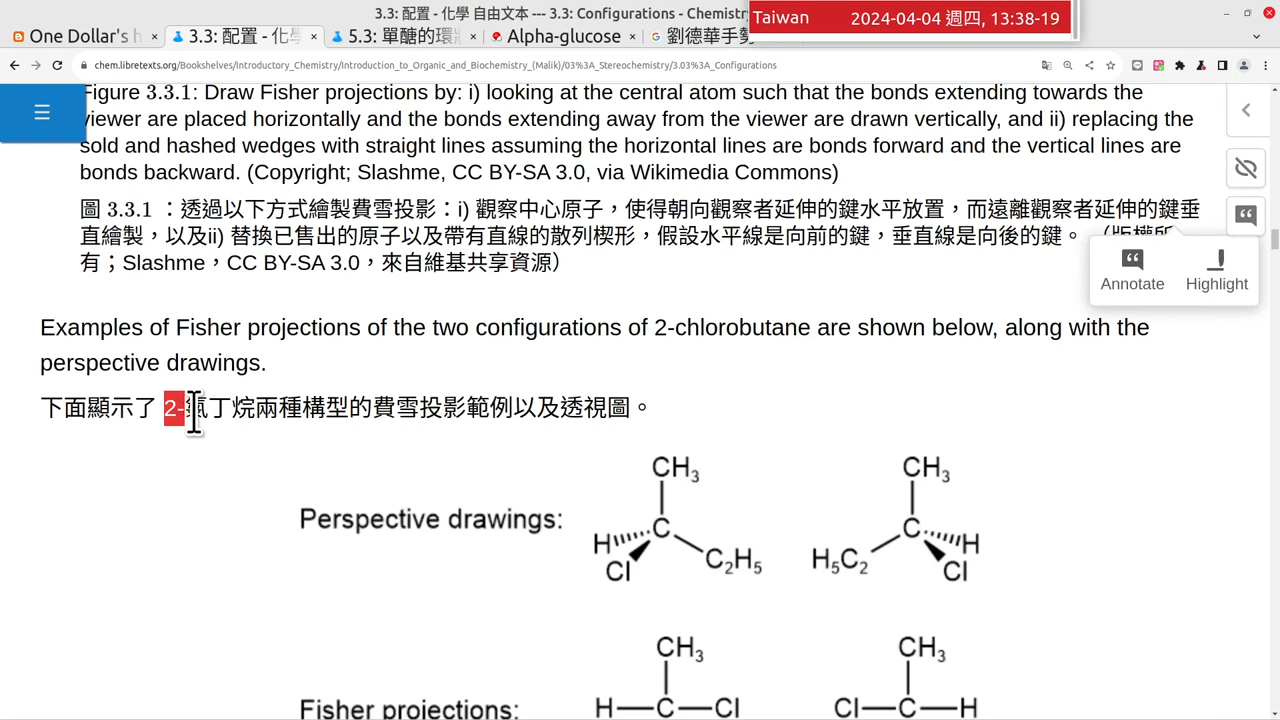 3.3: 配置 - 化學 自由文本 --- 3.3: Configurations - Chemistry
Taiwan 2024-04-04 週四, 13:38-19
One Dollar's h
3.3: 配置 - 化學
5.3: 單醣的環
Alpha-glucose
劉德華手勢
chem.libretexts.org/Bookshelves/Introductory_Chemistry/Introduction_to_Organic_and_Biochemistry_(Malik)/03%3A_Stereochemistry/3.03%3A_Configurations
Figure 3.3.1: Draw Fisher projections by: i) looking at the central atom such that the bonds extending towards the
viewer are placed horizontally and the bonds extending away from the viewer are drawn vertically, and ii) replacing the
sold and hashed wedges with straight lines assuming the horizontal lines are bonds forward and the vertical lines are
bonds backward. (Copyright; Slashme, CC BY-SA 3.0, via Wikimedia Commons)
圖 3.3.1 ：透過以下方式繪製費雪投影：i) 觀察中心原子，使得朝向觀察者延伸的鍵水平放置，而遠離觀察者延伸的鍵垂
直繪製，以及ii) 替換已售出的原子以及帶有直線的散列楔形，假設水平線是向前的鍵，垂直線是向後的鍵。 （版權所
有；Slashme，CC BY-SA 3.0，來自維基共享資源）
Annotate Highlight
Examples of Fisher projections of the two configurations of 2-chlorobutane are shown below, along with the
perspective drawings.
下面顯示了 2-氯丁烷兩種構型的費雪投影範例以及透視圖。
Perspective drawings:
CH3 CH3
H C C H
Cl C2H5 H5C2 Cl
CH3 CH3
Fisher projections: H C Cl Cl C H